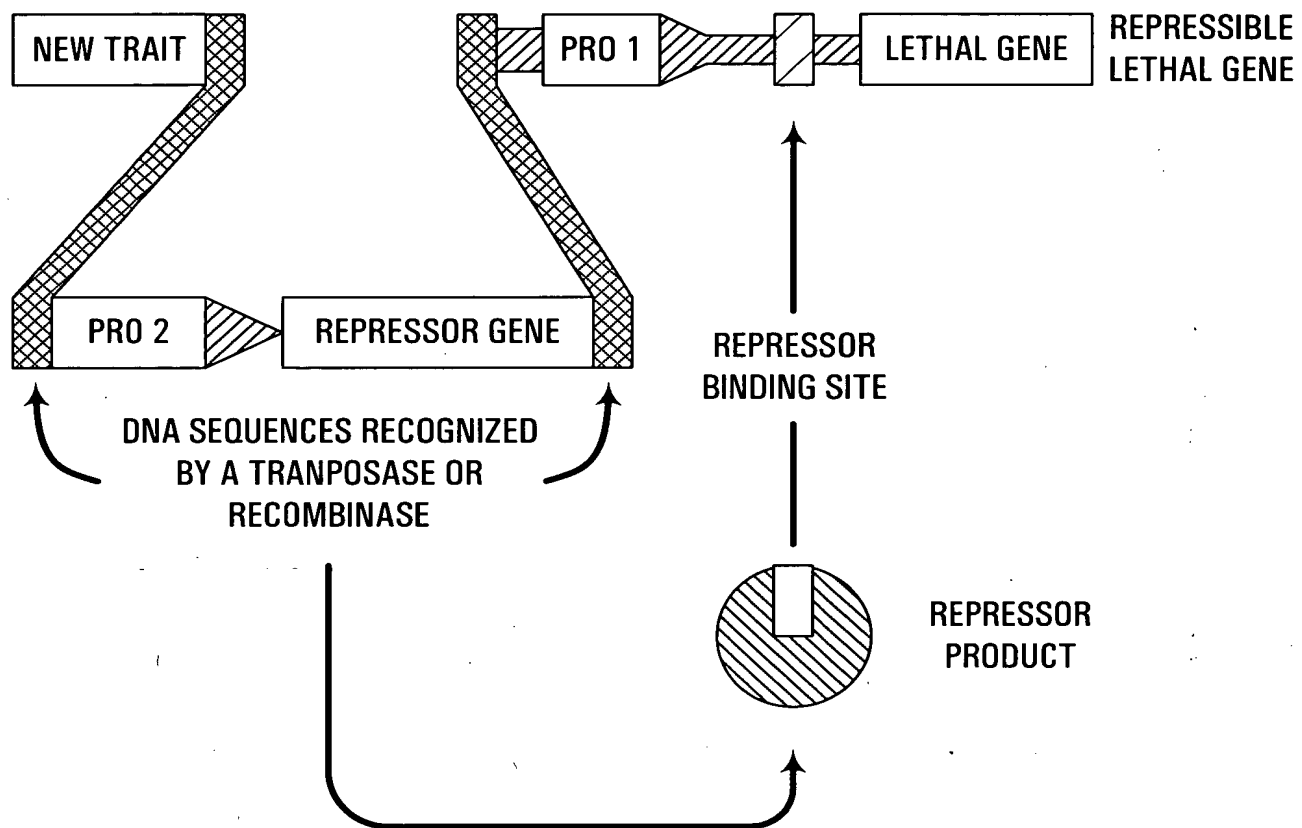 NEW TRAIT
PRO 1
LETHAL GENE
REPRESSIBLE
LETHAL GENE
PRO 2
REPRESSOR GENE
REPRESSOR
BINDING SITE
DNA SEQUENCES RECOGNIZED
BY A TRANPOSASE OR
RECOMBINASE
REPRESSOR
PRODUCT